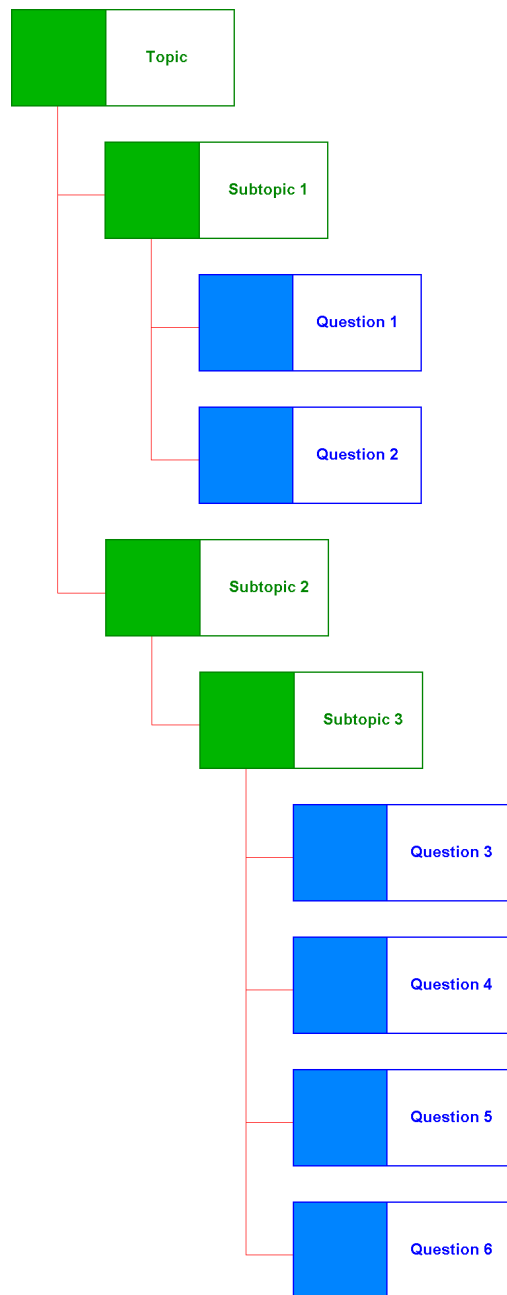 Topic
Subtopic 1
Question 1
Question 2
Subtopic 2
Subtopic 3
Question 3
Question 4
Question 5
Question 6